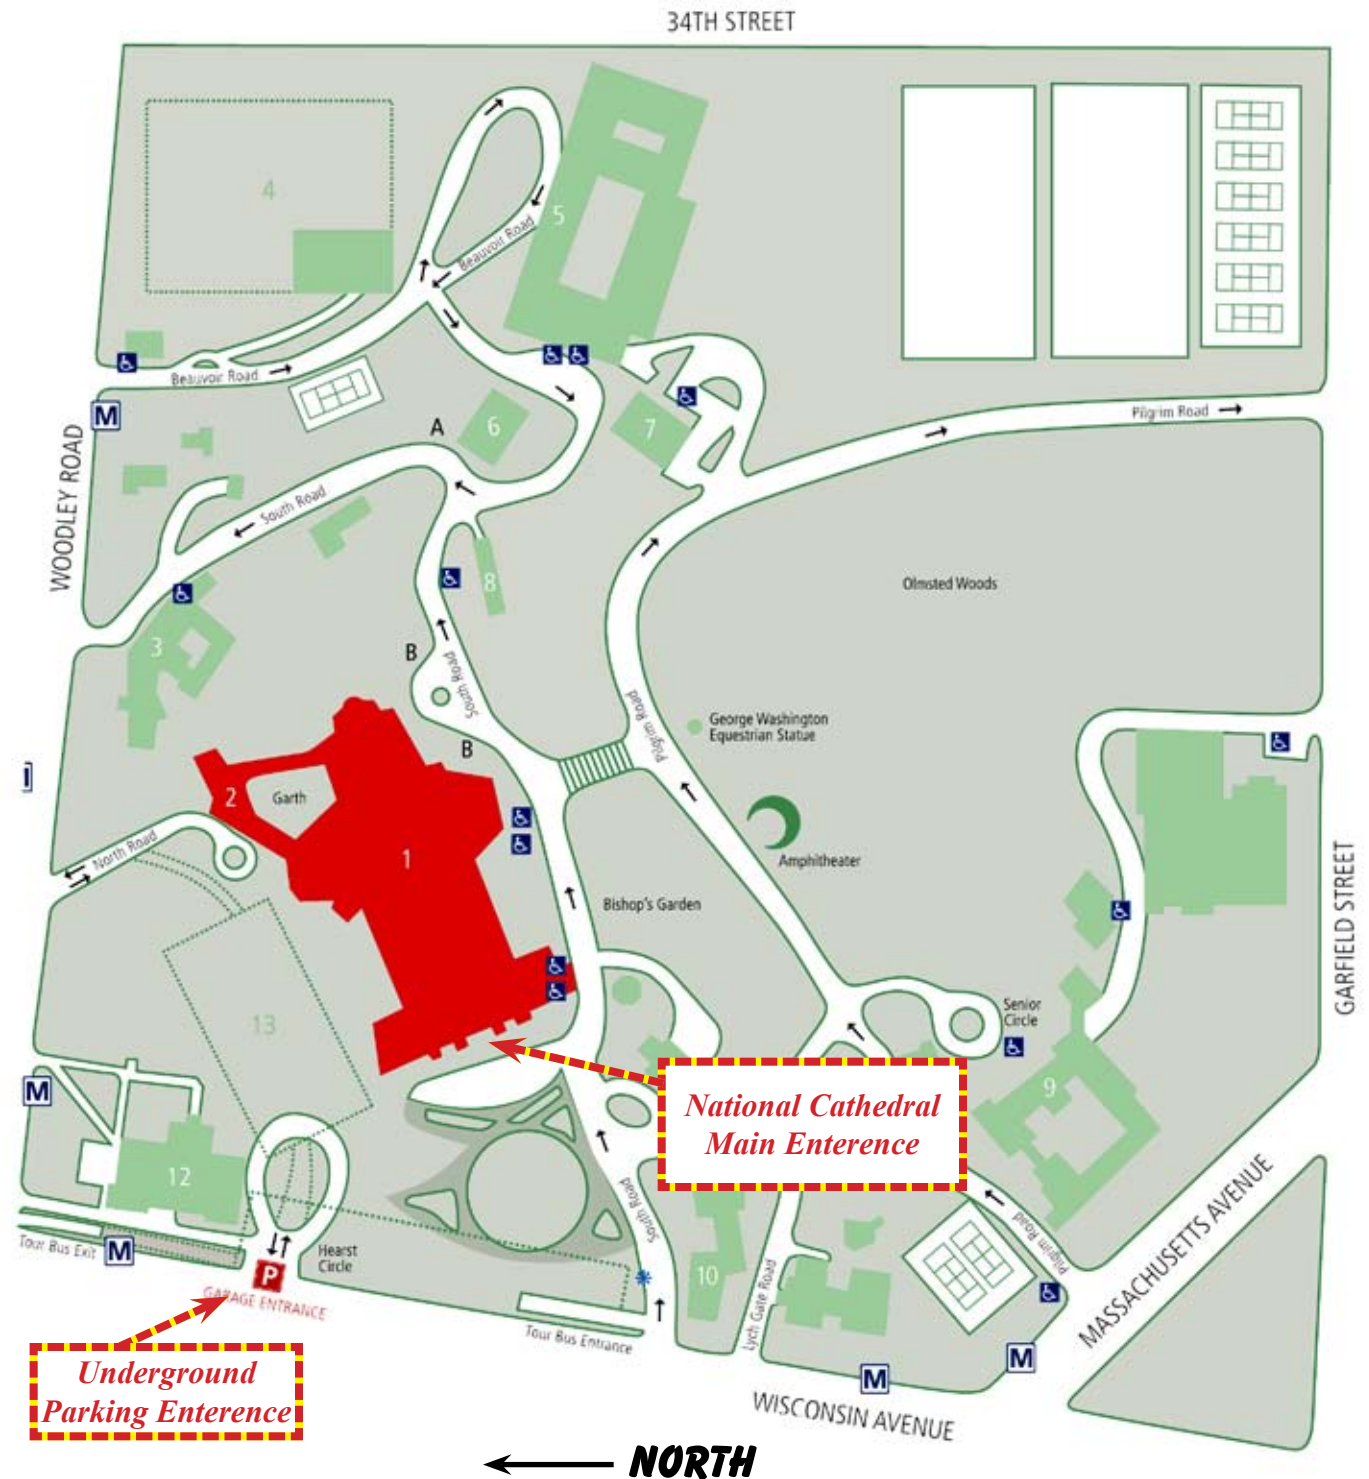 34TH STREET
4
5
Beauvoir Road
Beauvoir Road
M
A
6
7
Pilgrim Road
WOODLEY ROAD
South Road
8
Olmsted Woods
3
B
South Road
Pilgrim Road
George Washington
Equestrian Statue
B
2
Garth
1
North Road
Amphitheater
Bishop's Garden
GARFIELD STREET
13
Senior
Circle
M
9
National Cathedral
Main Enterence
12
South Road
Pilgrim Road
MASSACHUSETTS AVENUE
Tour Bus Exit
M
Hearst
Circle
P
GARAGE ENTRANCE
10
Lych Gate Road
Tour Bus Entrance
Underground
Parking Enterence
M
M
WISCONSIN AVENUE
NORTH